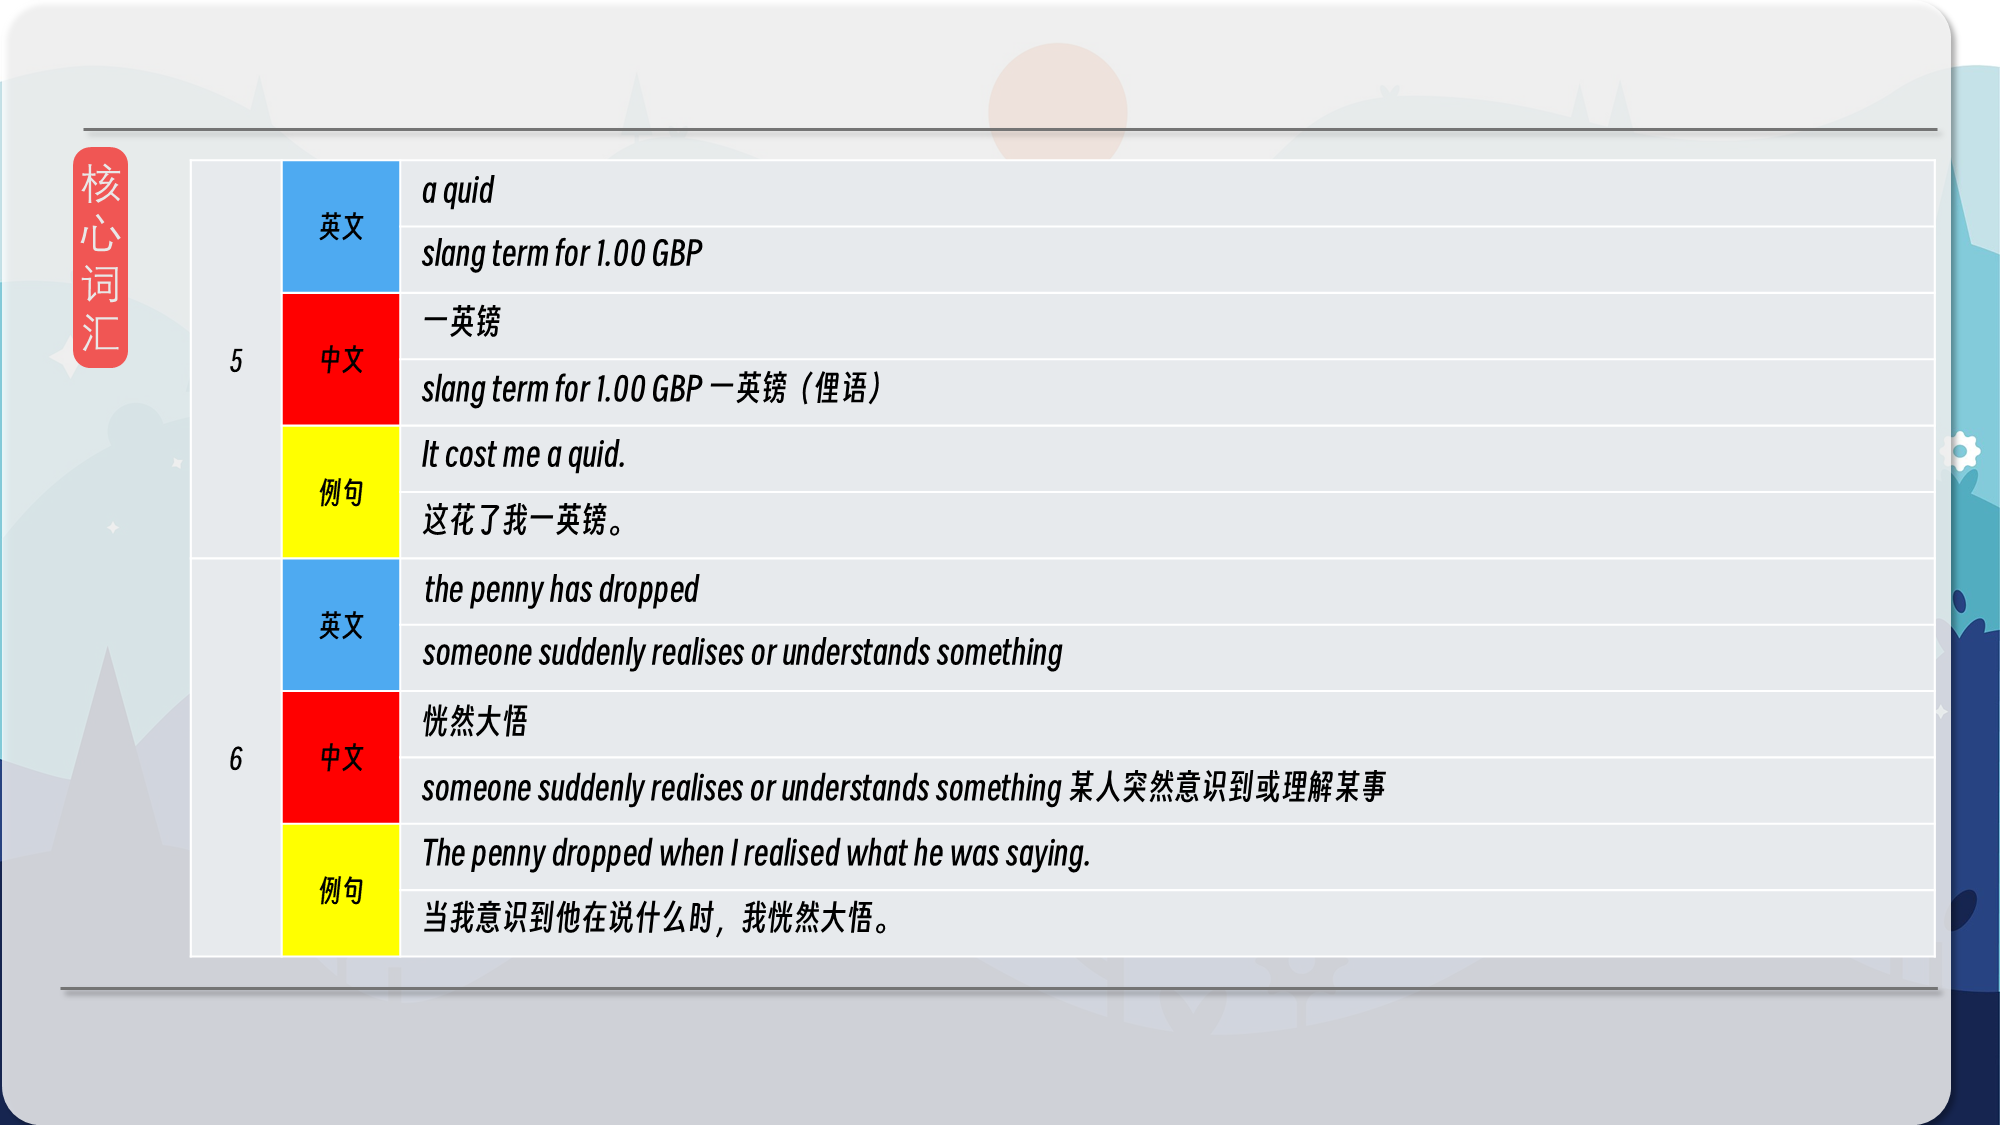 核心词汇
5
英文
a quid
slang term for 1.00 GBP
中文
一英镑
slang term for 1.00 GBP 一英镑（俚语）
例句
It cost me a quid.
这花了我一英镑。
6
英文
the penny has dropped
someone suddenly realises or understands something
中文
恍然大悟
someone suddenly realises or understands something 某人突然意识到或理解某事
例句
The penny dropped when I realised what he was saying.
当我意识到他在说什么时，我恍然大悟。